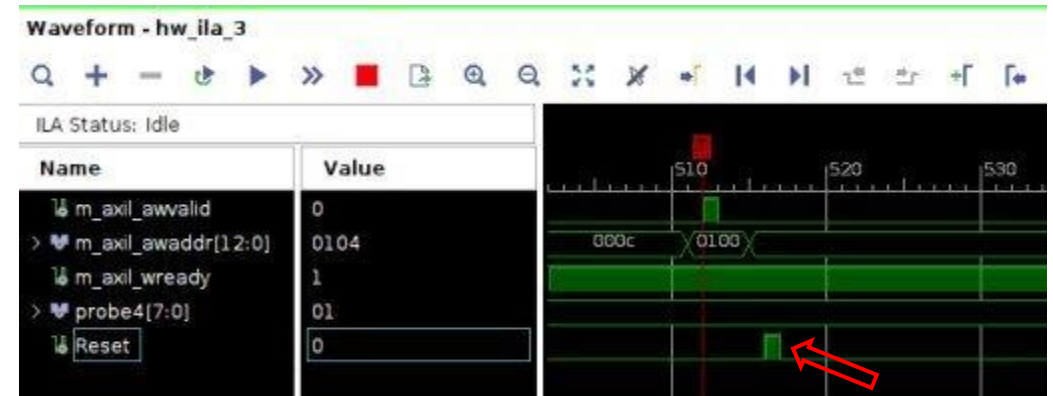 Waveform - hw_ila_3
ILA Status: Idle
Name Value
510 520 530
m_axil_awvalid 0
m_axil_awaddr[12:0] 0104 000c 0100
m_axil_wready 1
probe4[7:0] 01
Reset 0